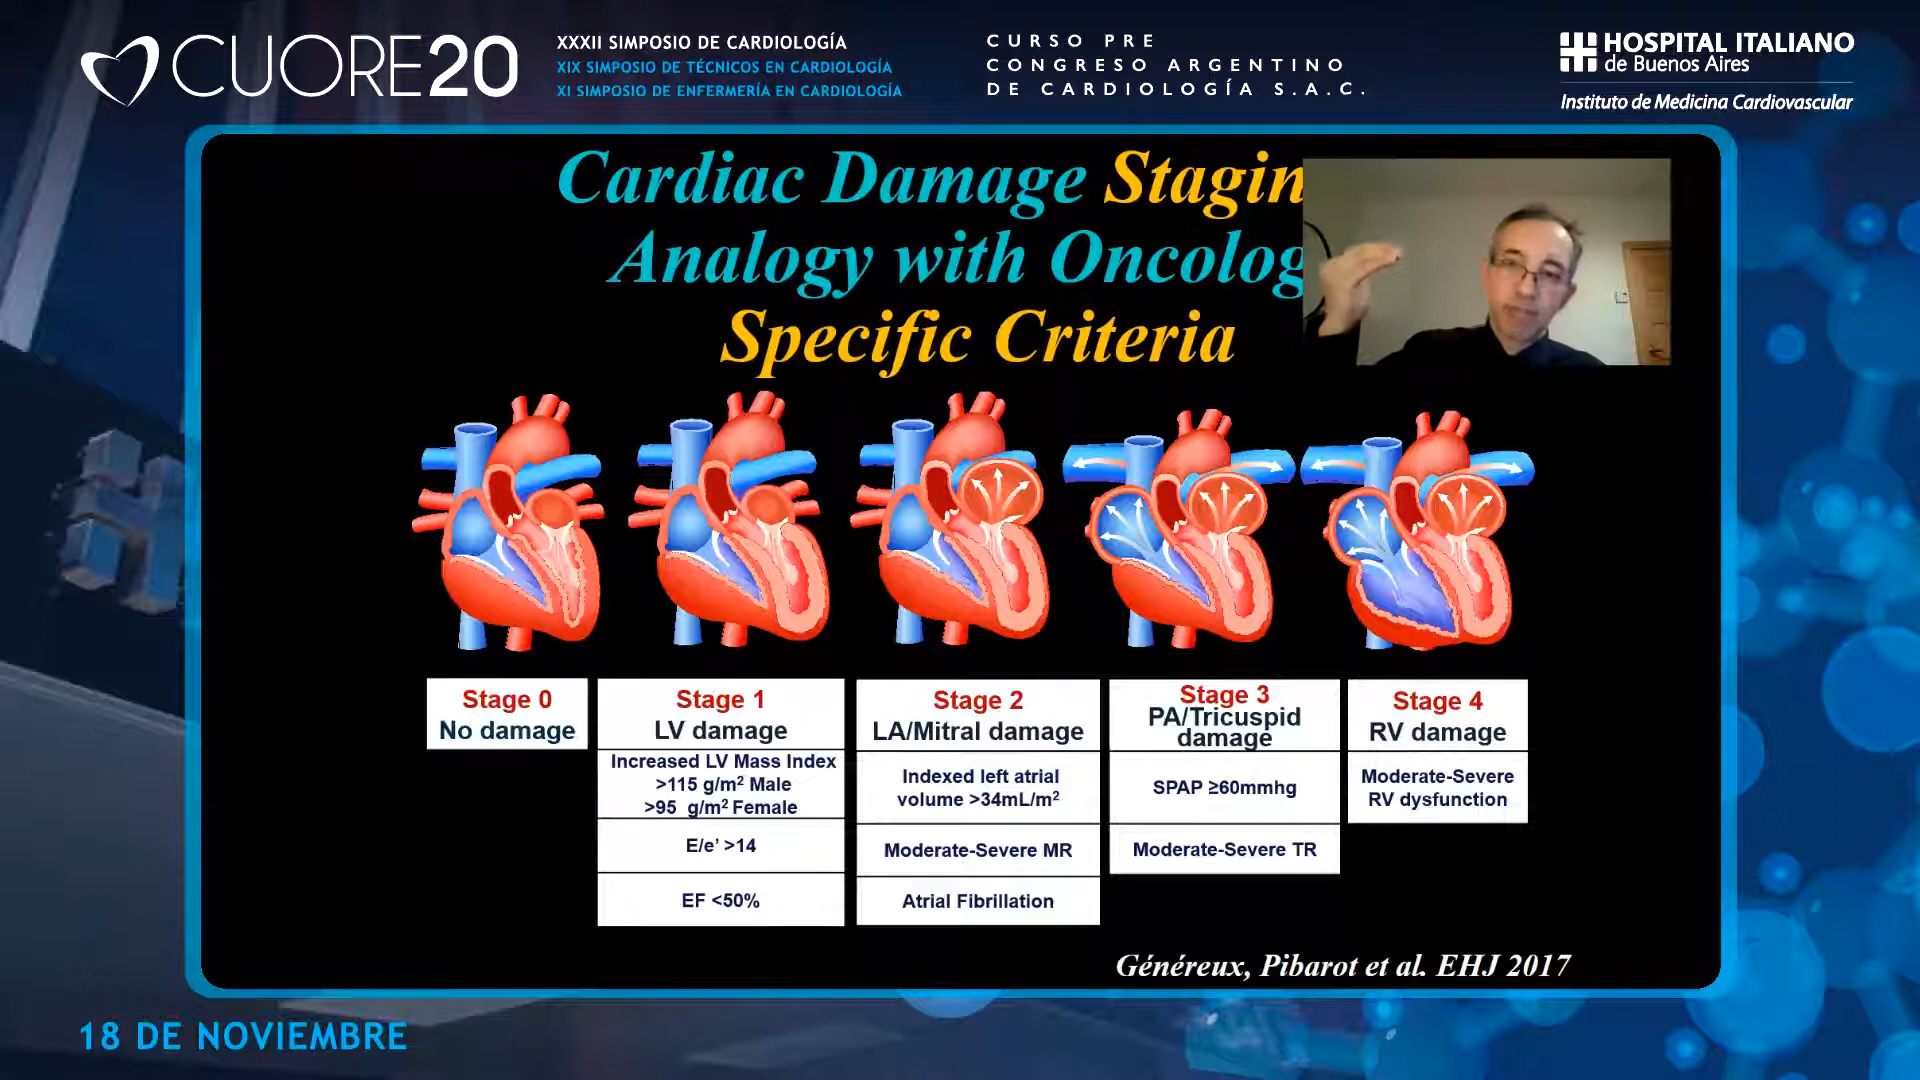 CUORE20
XXXII SIMPOSIO DE CARDIOLOGÍA
XIX SIMPOSIO DE TÉCNICOS EN CARDIOLOGÍA
XI SIMPOSIO DE ENFERMERÍA EN CARDIOLOGÍA
CURSO PRE
CONGRESO ARGENTINO
DE CARDIOLOGÍA S.A.C.
HOSPITAL ITALIANO
de Buenos Aires
Instituto de Medicina Cardiovascular
Cardiac Damage Stagin
Analogy with Oncolog
Specific Criteria
Stage 0
No damage
Stage 1
LV damage
Increased LV Mass Index
>115 g/m² Male
>95 g/m² Female
E/e’ >14
EF <50%
Stage 2
LA/Mitral damage
Indexed left atrial
volume >34mL/m²
Moderate-Severe MR
Atrial Fibrillation
Stage 3
PA/Tricuspid
damage
SPAP ≥60mmhg
Moderate-Severe TR
Stage 4
RV damage
Moderate-Severe
RV dysfunction
Généreux, Pibarot et al. EHJ 2017
18 DE NOVIEMBRE